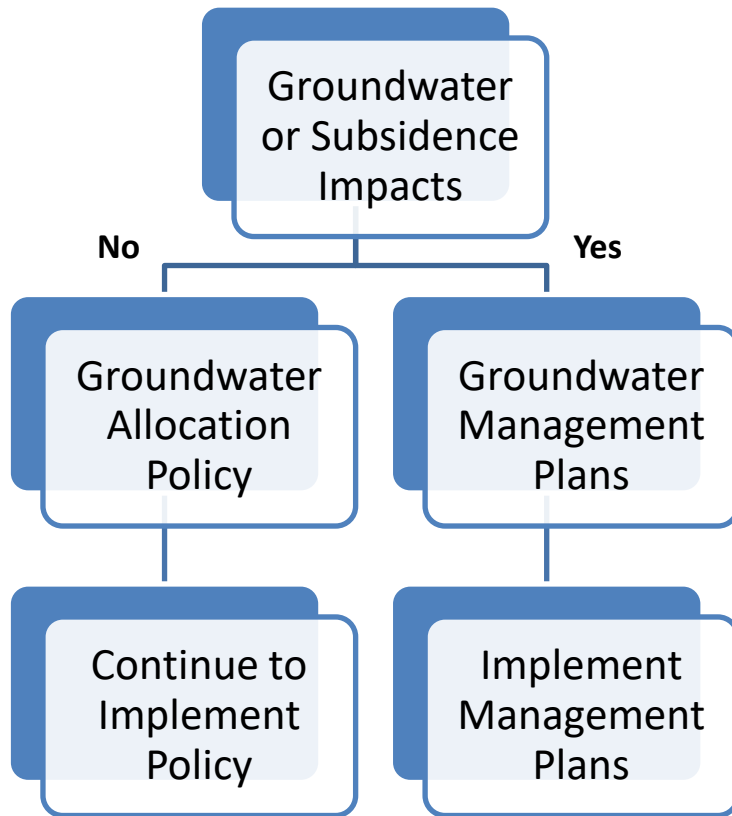 Groundwater
or Subsidence
Impacts
No
Yes
Groundwater
Allocation
Policy
Groundwater
Management
Plans
Continue to
Implement
Policy
Implement
Management
Plans